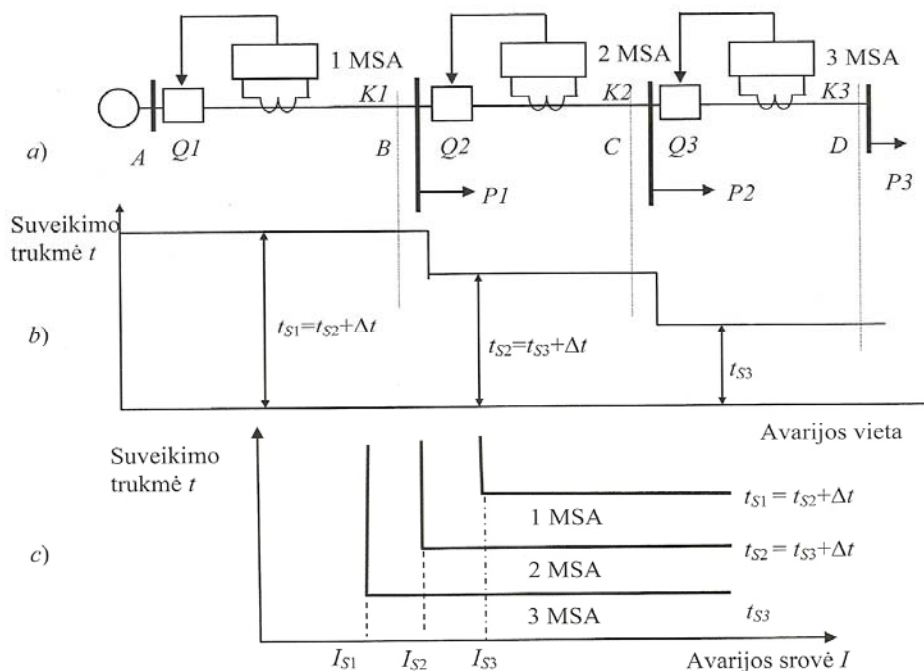 1 MSA
2 MSA
3 MSA
K1
K2
K3
a)
A
Q1
B
Q2
C
Q3
D
P1
P2
P3
Suveikimo
trukmė t
b)
tS1=tS2+Δt
tS2=tS3+Δt
tS3
Avarijos vieta
Suveikimo
trukmė t
c)
1 MSA
tS1 = tS2+Δt
2 MSA
tS2 = tS3+Δt
3 MSA
tS3
IS1
IS2
IS3
Avarijos srovė I